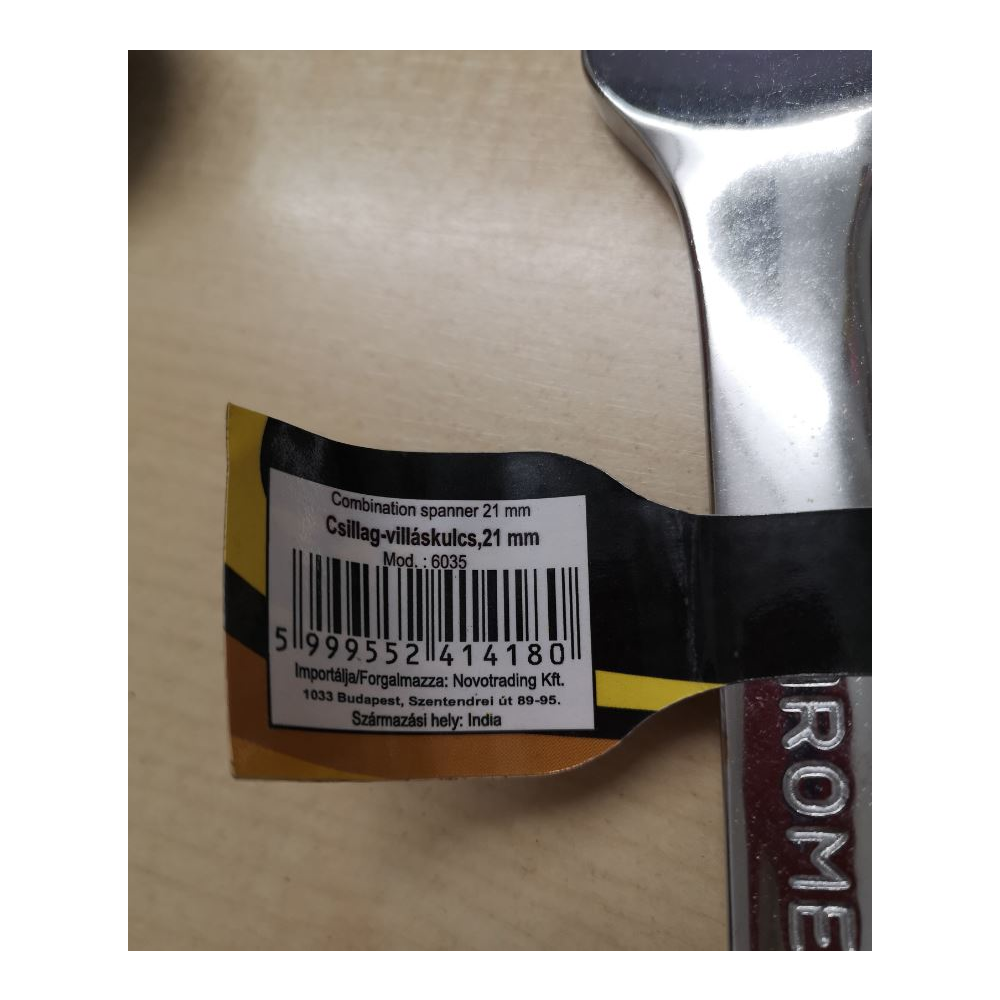 Combination spanner 21 mm
Csillag-villáskulcs,21 mm
Mod. : 6035
5 999552 414180
Importálja/Forgalmazza: Novotrading Kft.
1033 Budapest, Szentendrei út 89-95.
Származási hely: India